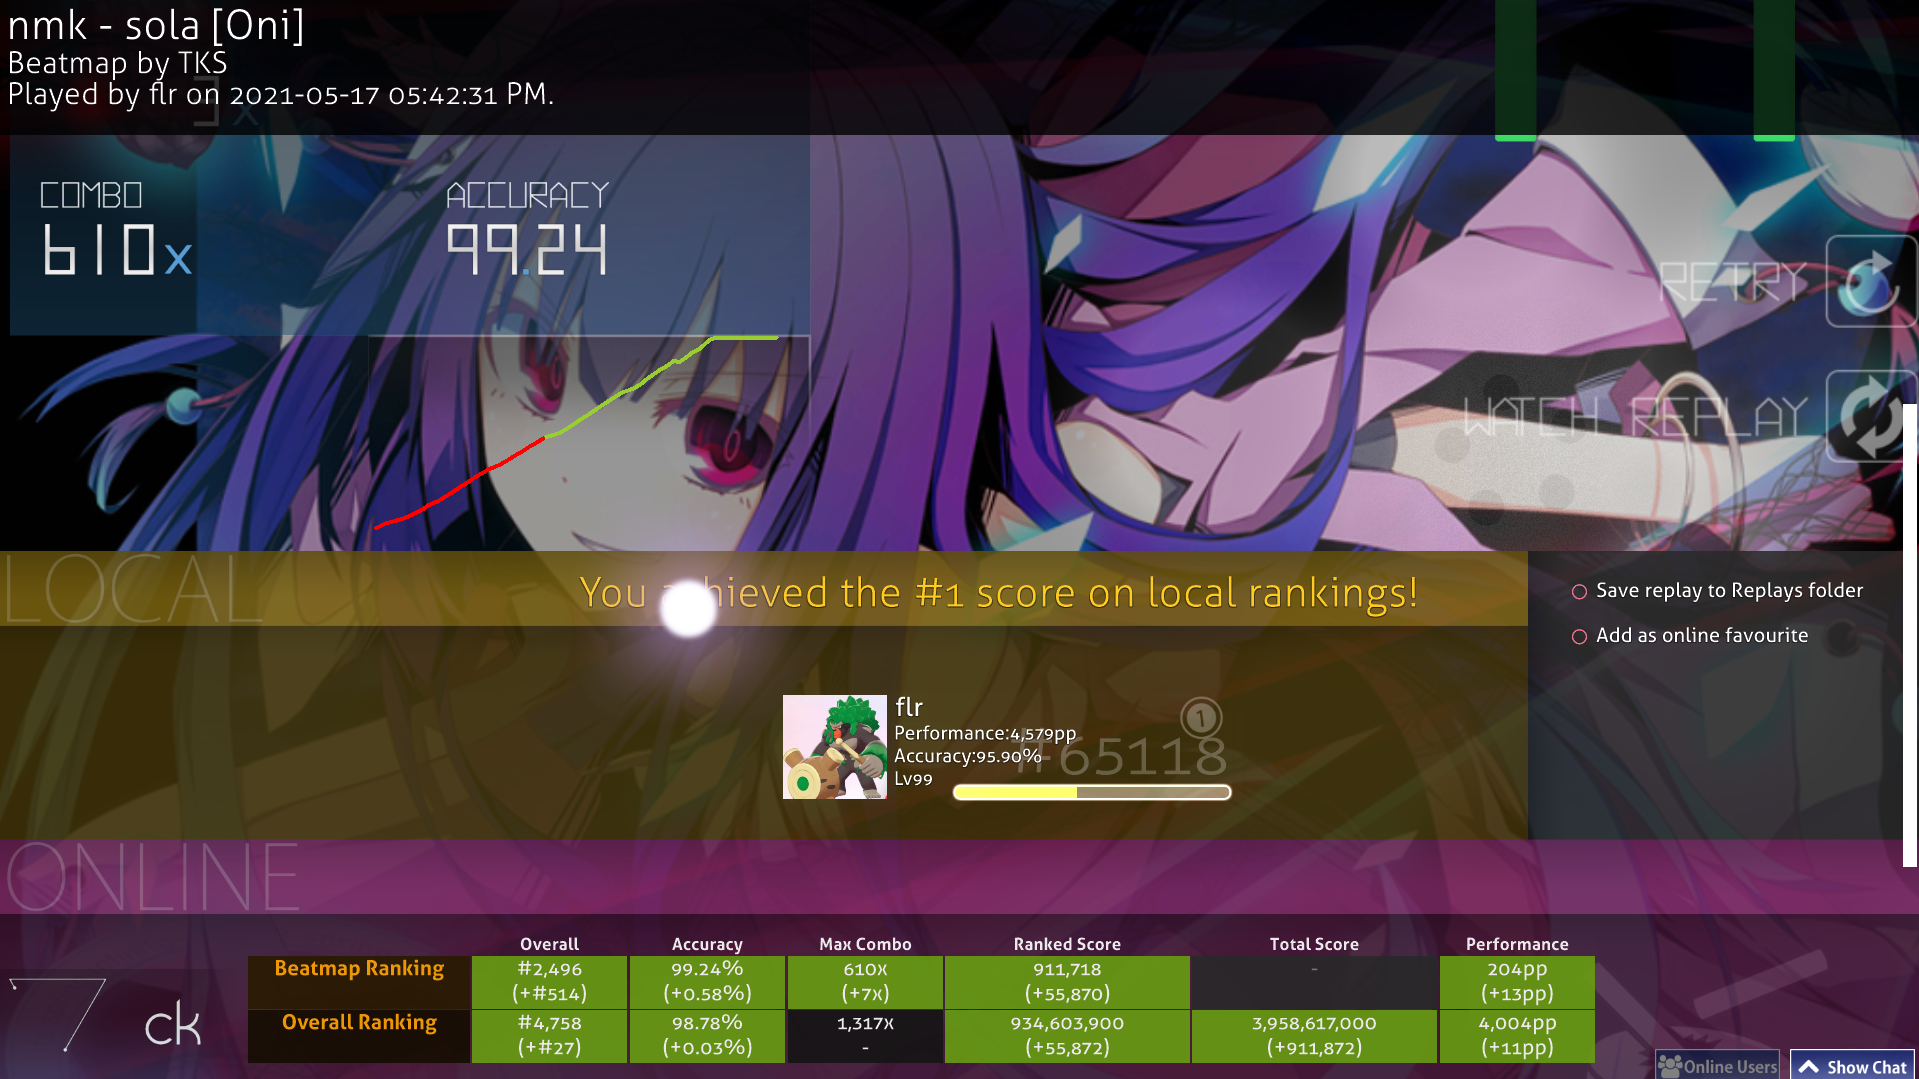 nmk - sola [Oni]
Beatmap by TKS
Played by flr on 2021-05-17 05:42:31 PM.
COMBO
ACCURACY
610x
99.24
RETRY
WATCH REPLAY
LOCAL
You achieved the #1 score on local rankings!
Save replay to Replays folder
Add as online favourite
flr
1
Performance:4,579pp
#65118
Accuracy:95.90%
Lv99
ONLINE
Overall Accuracy Max Combo Ranked Score Total Score Performance
Beatmap Ranking #2,496 99.24% 610x 911,718 - 204pp
(+#514) (+0.58%) (+7x) (+55,870) (+13pp)
Overall Ranking #4,758 98.78% 1,317x 934,603,900 3,958,617,000 4,004pp
(+#27) (+0.03%) - (+55,872) (+911,872) (+11pp)
ck
Online Users
Show Chat